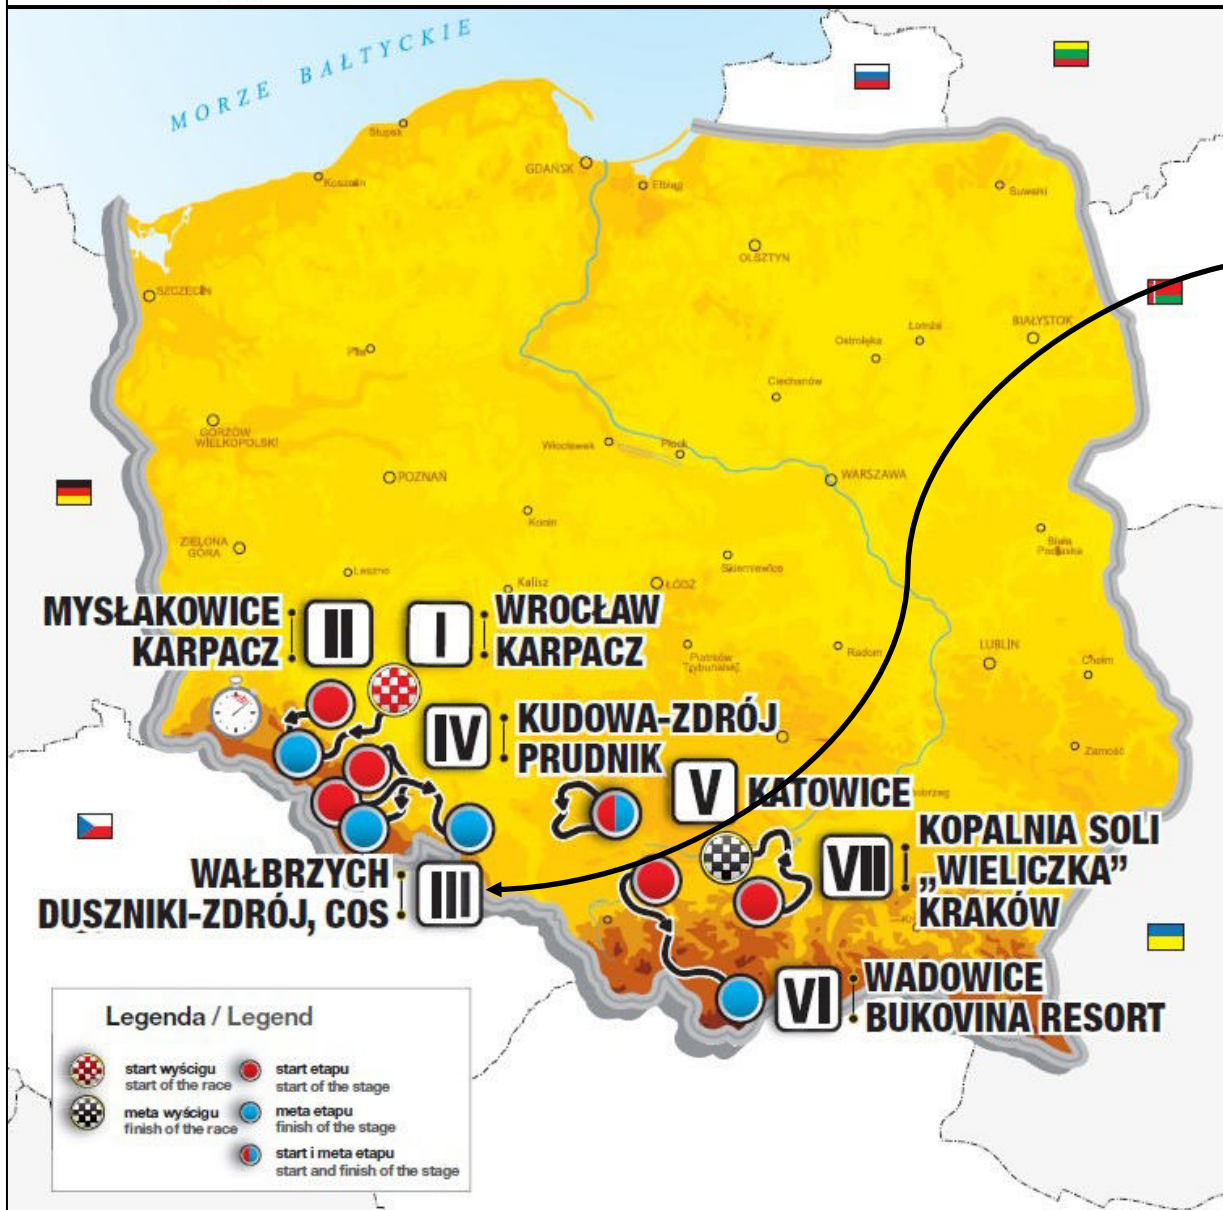 MORZE BAŁTYCKIE
Słupsk
Koszalin
GDAŃSK
Elbląg
Suwałki
OLSZTYN
SZCZECIN
BIAŁYSTOK
Łomża
Ostrołęka
Piła
Ciechanów
GORZÓW
WIELKOPOLSKI
Włocławek
Płock
POZNAŃ
WARSZAWA
Konin
ZIELONA
GÓRA
Biała
Podlaska
Skierniewice
Leszno
Kalisz
ŁÓDŹ
MYSŁAKOWICE
KARPACZ
II
I
WROCŁAW
KARPACZ
Piotrków
Trybunalski
Radom
LUBLIN
Chełm
IV
KUDOWA-ZDRÓJ
PRUDNIK
Zamość
V
KATOWICE
WAŁBRZYCH
DUSZNIKI-ZDRÓJ, COS
III
VII
KOPALNIA SOLI
„WIELICZKA”
KRAKÓW
VI
WADOWICE
BUKOVINA RESORT
Legenda / Legend
start wyścigu
start of the race
meta wyścigu
finish of the race
start etapu
start of the stage
meta etapu
finish of the stage
start i meta etapu
start and finish of the stage